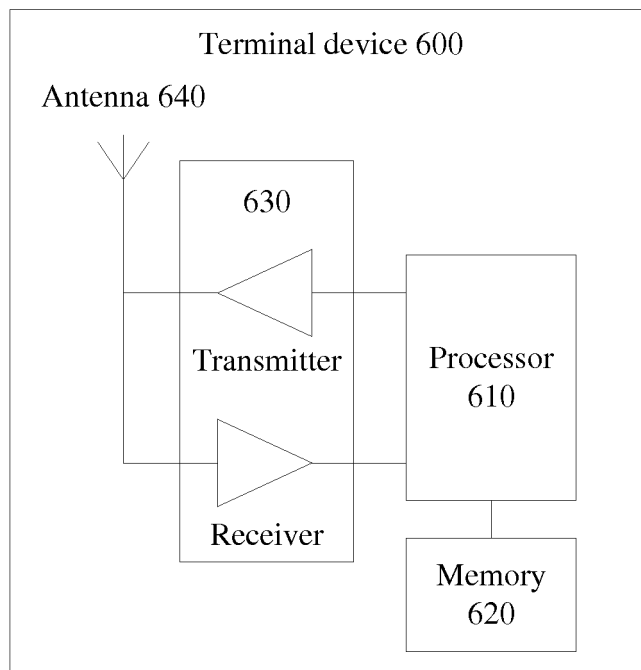 Terminal device 600
Antenna 640
630
Transmitter
Processor
610
Receiver
Memory
620